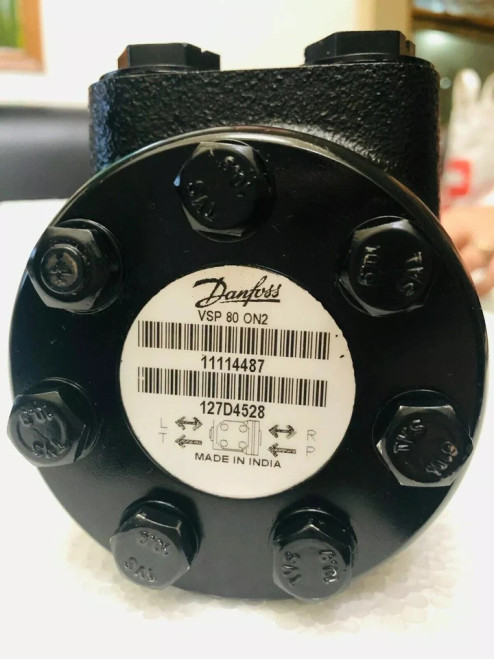 Danfoss
VSP 80 ON2
11114487
127D4528
L R
T P
MADE IN INDIA